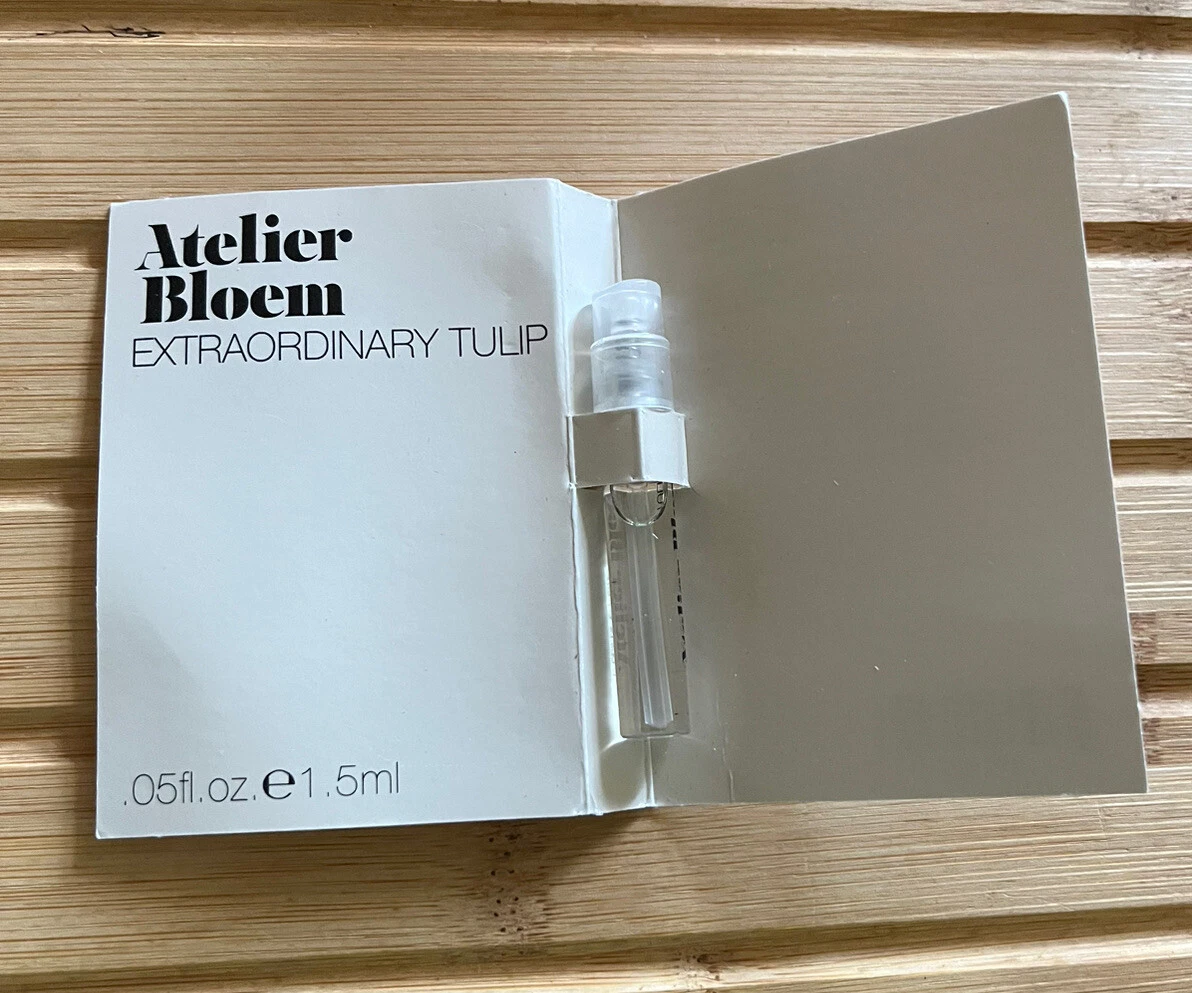 Atelier
Bloem
EXTRAORDINARY TULIP
.05fl.oz.℮1.5ml